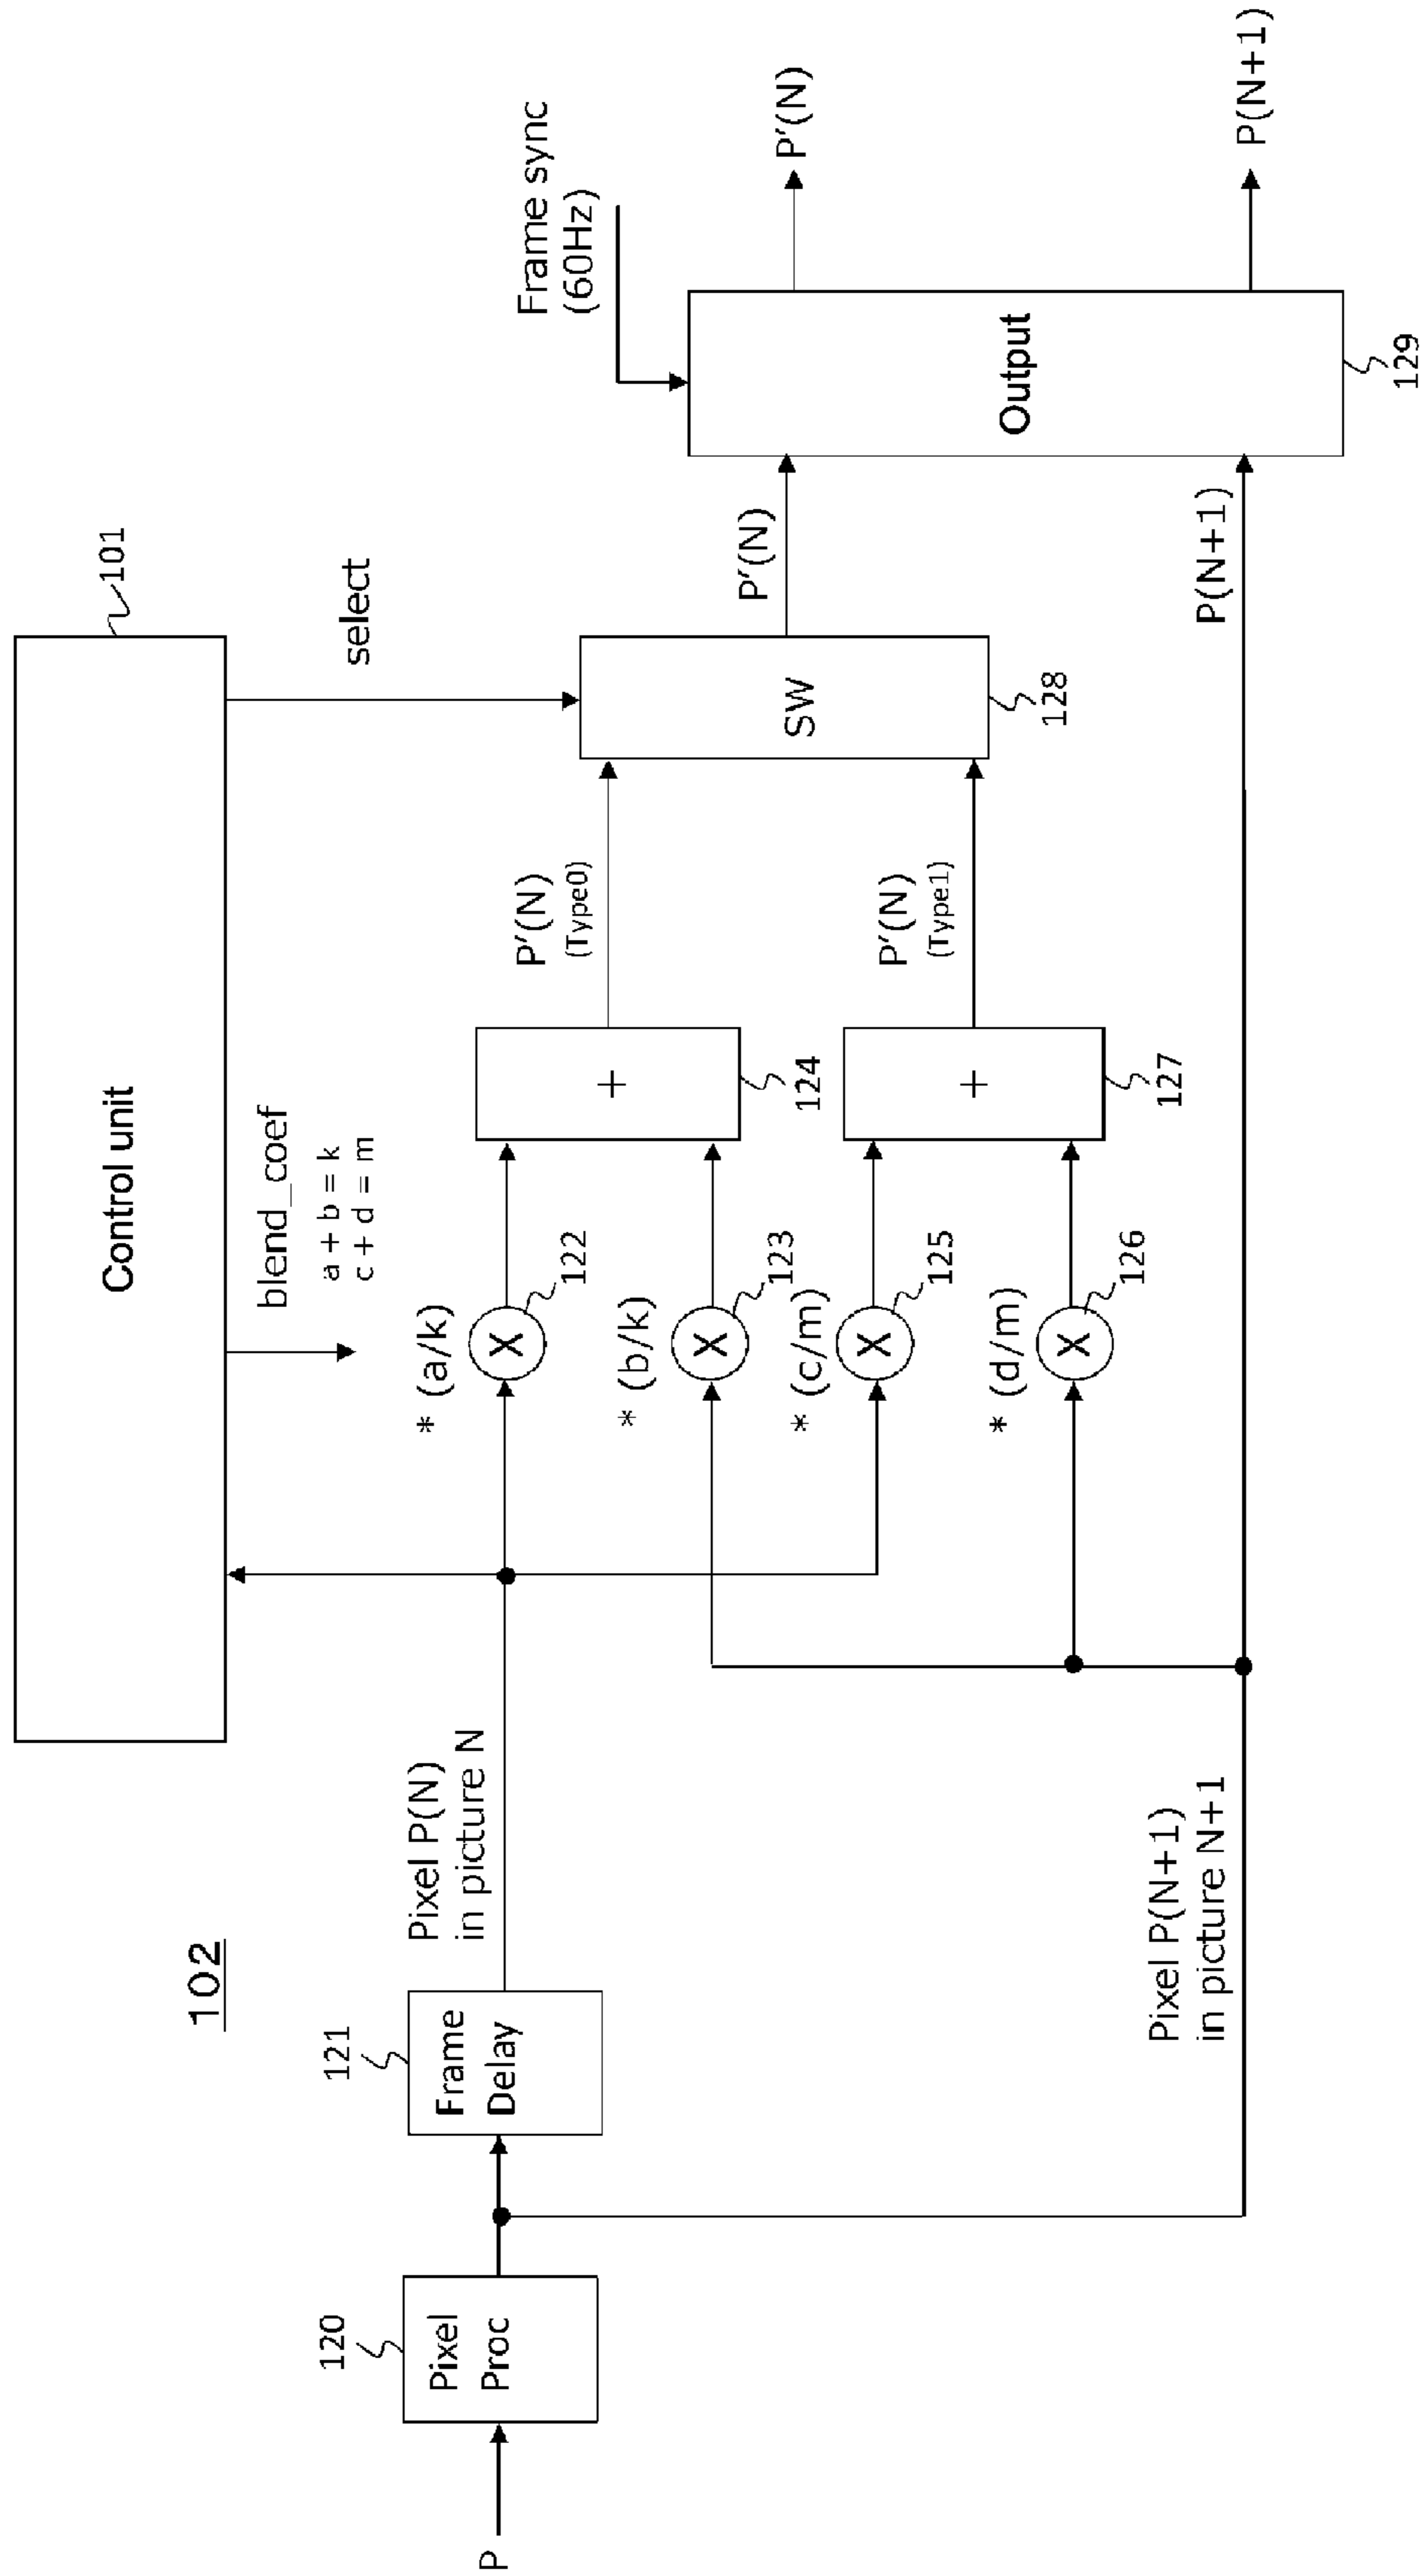 102
Control unit
101
blend_coef
a + b = k
c + d = m
select
P
120
Pixel
Proc
121
Frame
Delay
Pixel P(N)
in picture N
Pixel P(N+1)
in picture N+1
* (a/k)
X
122
* (b/k)
X
123
* (c/m)
X
125
* (d/m)
X
126
+
124
+
127
P'(N)
(Type0)
P'(N)
(Type1)
SW
128
P'(N)
P(N+1)
Frame sync
(60Hz)
Output
129
P'(N)
P(N+1)